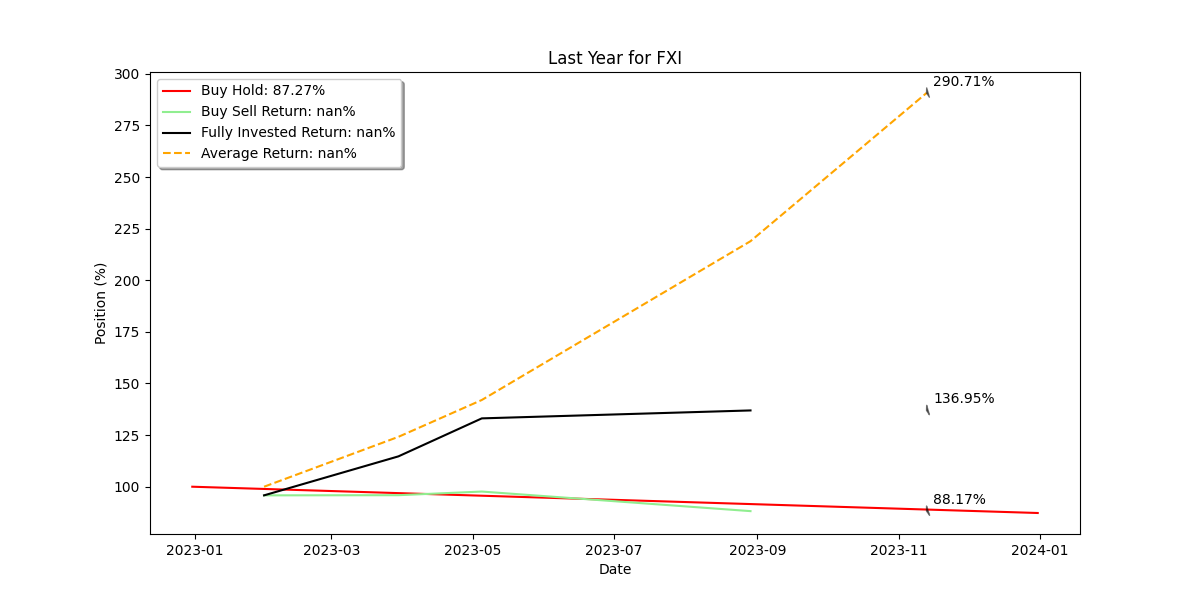 Last Year for FXI
Buy Hold: 87.27%
Buy Sell Return: nan%
Fully Invested Return: nan%
Average Return: nan%
290.71%
136.95%
88.17%
Position (%)
300
275
250
225
200
175
150
125
100
2023-01
2023-03
2023-05
2023-07
2023-09
2023-11
2024-01
Date